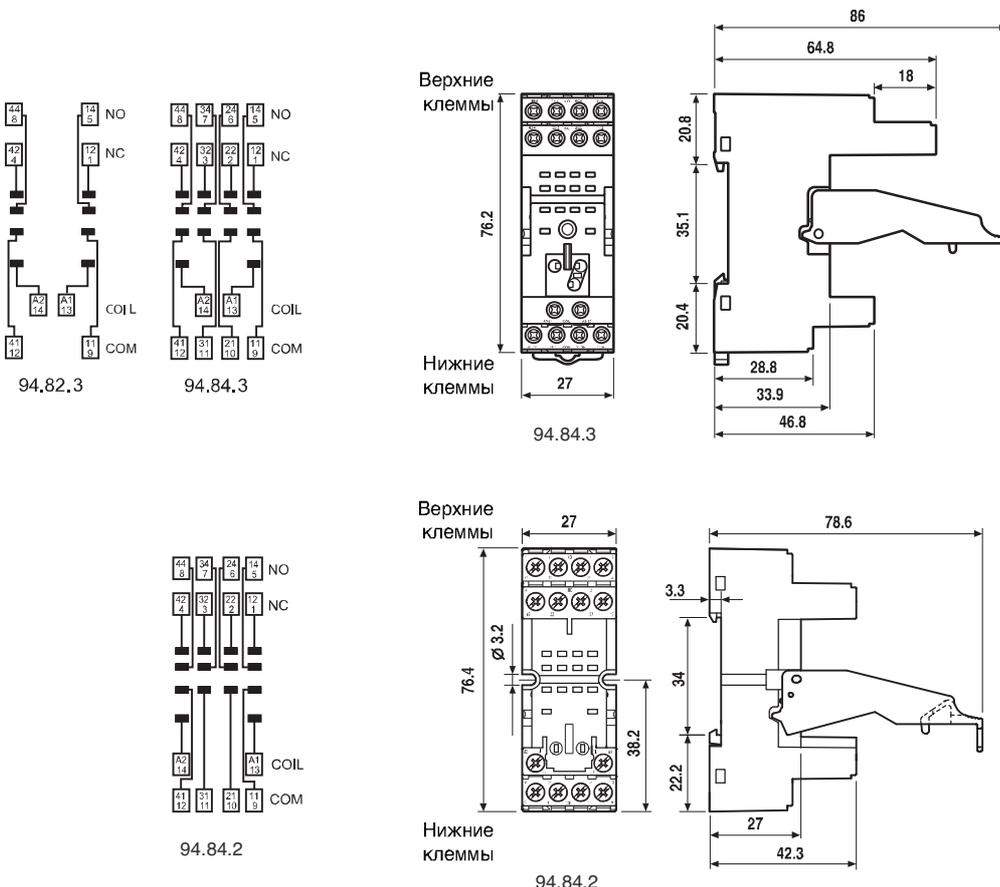 86
64.8
18
Верхние
клеммы
44 8
14 5
NO
44 8
34 7
24 6
14 5
NO
42 4
12 1
NC
42 4
32 3
22 2
12 1
NC
20.8
76.2
35.1
A2 14
A1 13
COIL
A2 14
A1 13
COIL
20.4
41 12
11 9
COM
41 12
31 11
21 10
11 9
COM
94.82.3
94.84.3
Нижние
клеммы
27
28.8
33.9
46.8
94.84.3
Верхние
клеммы
27
78.6
44 8
34 7
24 6
14 5
NO
42 4
32 3
22 2
12 1
NC
3.3
Ø 3.2
76.4
34
38.2
A2 14
A1 13
COIL
22.2
41 12
31 11
21 10
11 9
COM
27
Нижние
клеммы
42.3
94.84.2
94.84.2